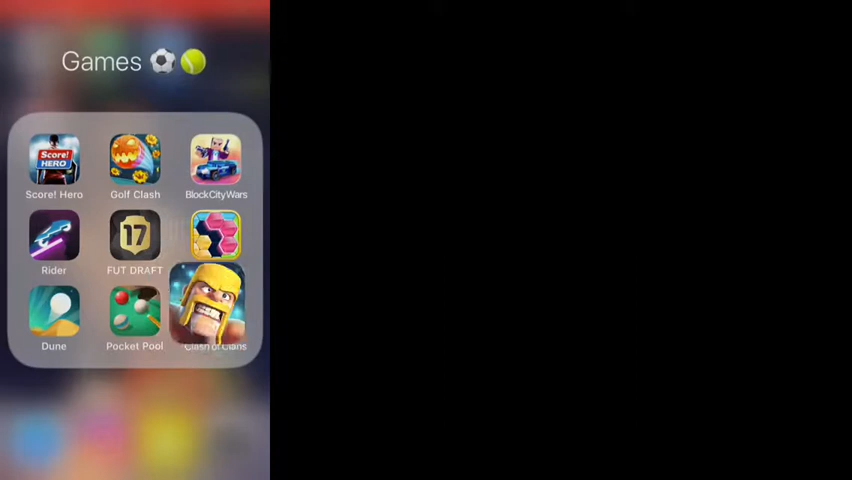 Games
Score!
HERO
Score! Hero
Golf Clash
BlockCityWars
17
Rider
FUT DRAFT
Dune
Pocket Pool
Clash of Clans